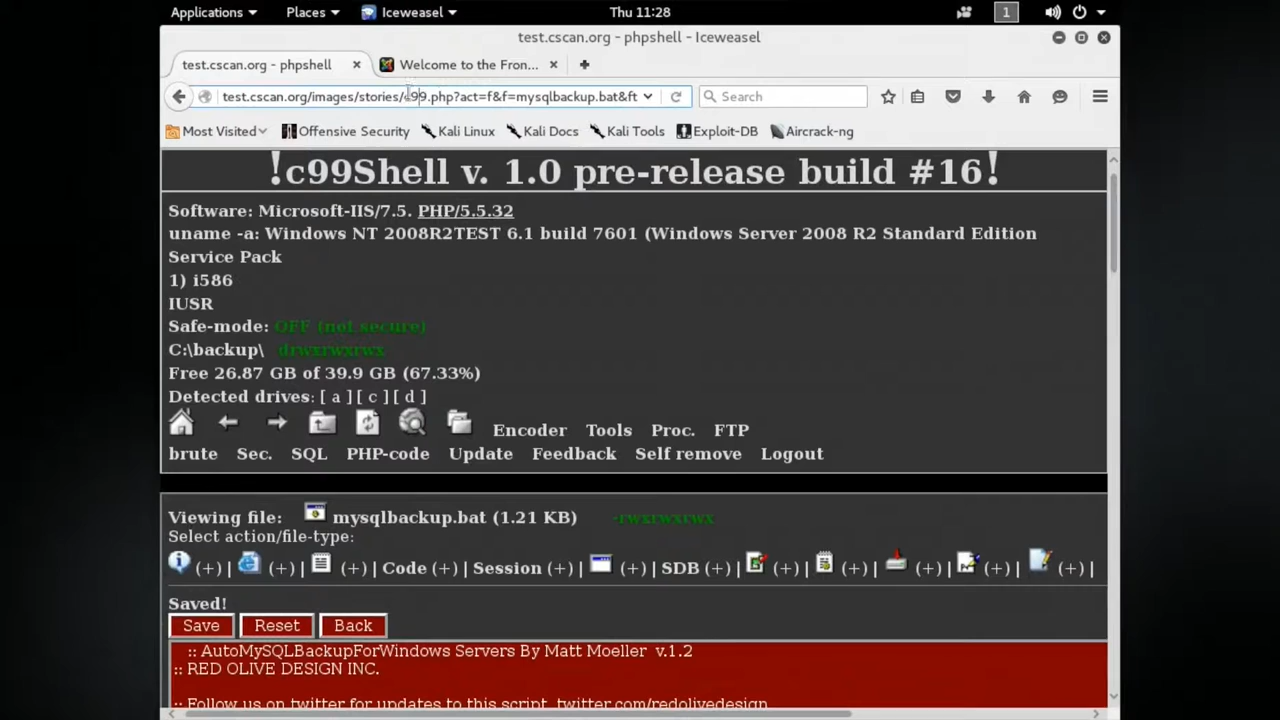 Applications Places Iceweasel Thu 11:28 1
test.cscan.org - phpshell - Iceweasel
test.cscan.org - phpshell Welcome to the Fron...
test.cscan.org/images/stories/c99.php?act=f&f=mysqlbackup.bat&ft Search
Most Visited Offensive Security Kali Linux Kali Docs Kali Tools Exploit-DB Aircrack-ng
!c99Shell v. 1.0 pre-release build #16!
Software: Microsoft-IIS/7.5. PHP/5.5.32
uname -a: Windows NT 2008R2TEST 6.1 build 7601 (Windows Server 2008 R2 Standard Edition
Service Pack
1) i586
IUSR
Safe-mode: OFF (not secure)
C:\backup\ drwxrwxrwx
Free 26.87 GB of 39.9 GB (67.33%)
Detected drives: [ a ] [ c ] [ d ]
Encoder Tools Proc. FTP
brute Sec. SQL PHP-code Update Feedback Self remove Logout
Viewing file: mysqlbackup.bat (1.21 KB) -rwxrwxrwx
Select action/file-type:
(+) | (+) | (+) | Code (+) | Session (+) | (+) | SDB (+) | (+) | (+) | (+) | (+) | (+) |
Saved!
Save Reset Back
:: AutoMySQLBackupForWindows Servers By Matt Moeller v.1.2
:: RED OLIVE DESIGN INC.
:: Follow us on twitter for updates to this script twitter.com/redolivedesign